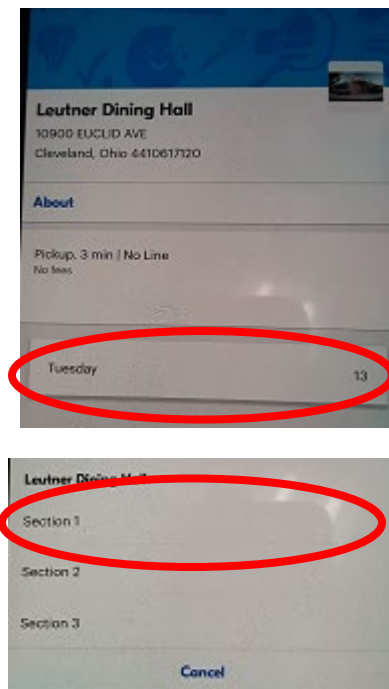 Leutner Dining Hall
10900 EUCLID AVE
Cleveland, Ohio 4410617120
About
Pickup, 3 min | No Line
No fees
Tuesday 13
Leutner Dining Hall
Section 1
Section 2
Section 3
Cancel